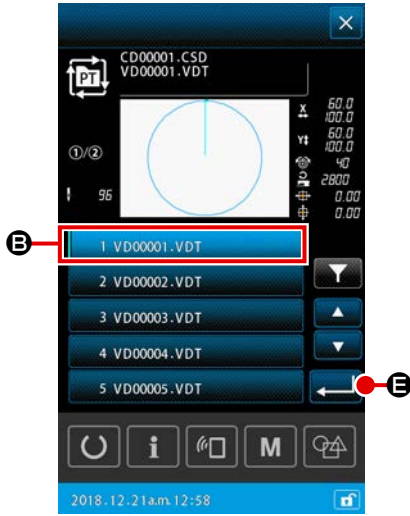 CD00001.CSD
VD00001.VDT
PT
X 60.0
100.0
Y 60.0
100.0
①/②
40
2800
96
0.00
0.00
B
1 VD00001.VDT
2 VD00002.VDT
3 VD00003.VDT
4 VD00004.VDT
5 VD00005.VDT
E
i
M
2018.12.21a.m.12:58